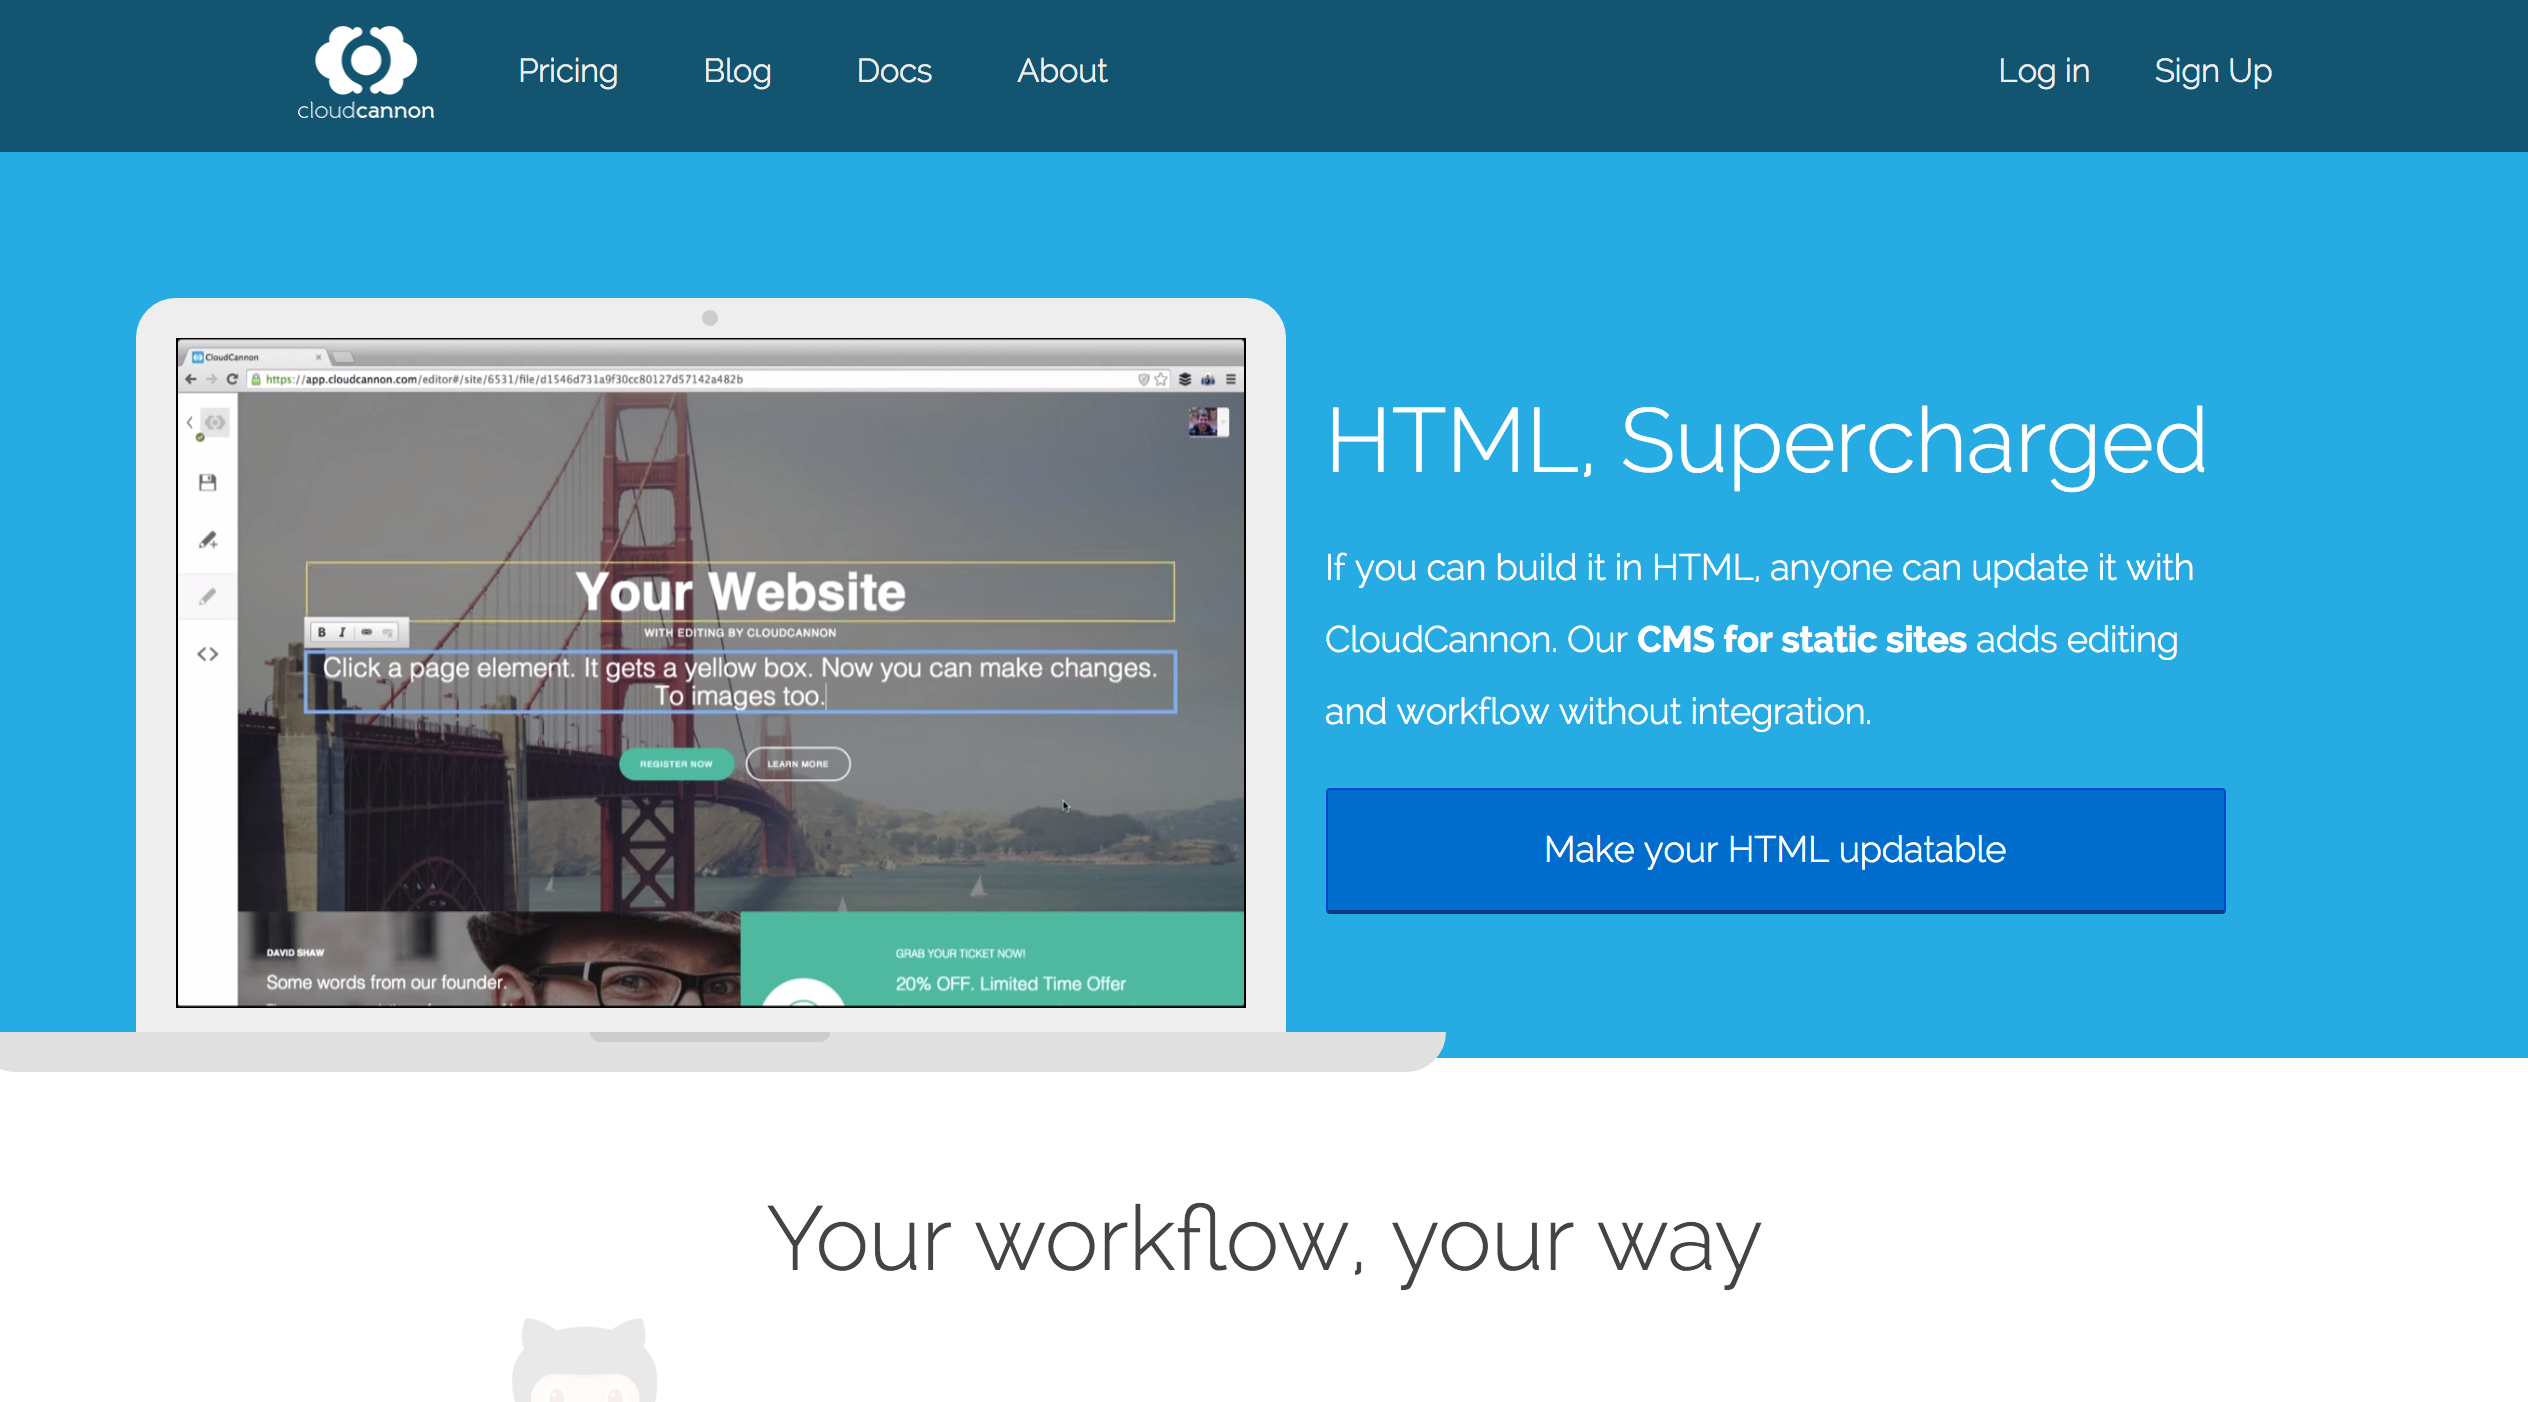 cloudcannon
Pricing
Blog
Docs
About
Log in
Sign Up
CloudCannon
https://app.cloudcannon.com/editor#/site/6531/file/d1546d731a9f30cc80127d57142a482b
Your Website
WITH EDITING BY CLOUDCANNON
B I
Click a page element. It gets a yellow box. Now you can make changes.
To images too.
REGISTER NOW
LEARN MORE
DAVID SHAW
Some words from our founder.
GRAB YOUR TICKET NOW!
20% OFF. Limited Time Offer
HTML, Supercharged
If you can build it in HTML, anyone can update it with
CloudCannon. Our CMS for static sites adds editing
and workflow without integration.
Make your HTML updatable
Your workflow, your way